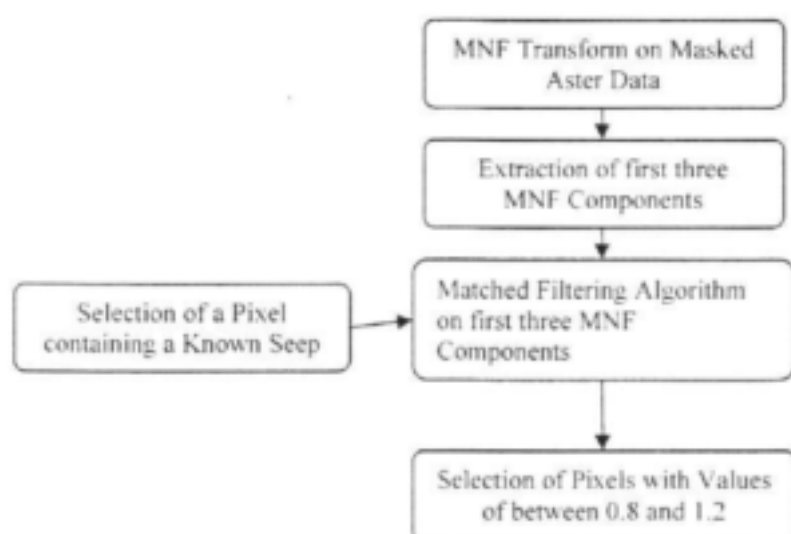 MNF Transform on Masked
Aster Data
Extraction of first three
MNF Components
Selection of a Pixel
containing a Known Seep
Matched Filtering Algorithm
on first three MNF
Components
Selection of Pixels with Values
of between 0.8 and 1.2